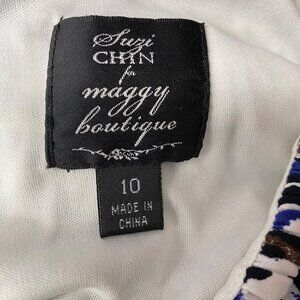 Suzi
CHIN
for
maggy
boutique
10
MADE IN
CHINA